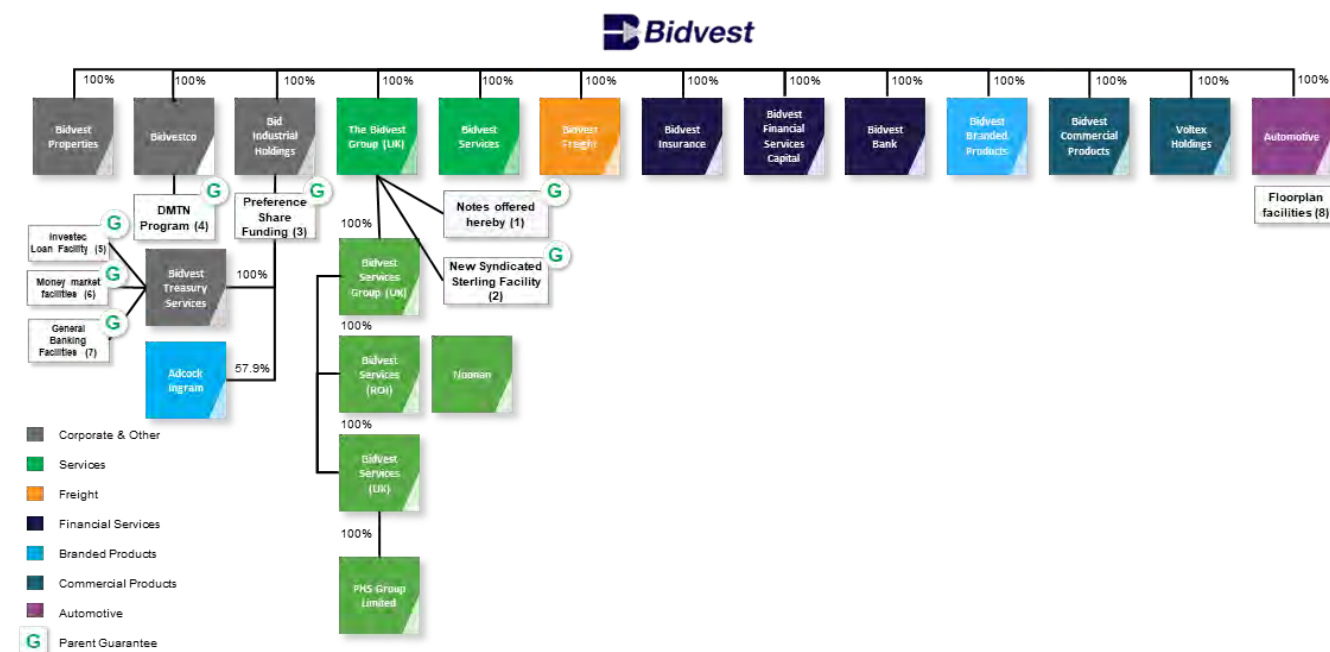 Bidvest
100%
100%
100%
100%
100%
100%
100%
100%
100%
100%
100%
100%
100%
Bidvest
Properties
Bidvestco
Bid
Industrial
Holdings
The Bidvest
Group (UK)
Bidvest
Services
Bidvest
Freight
Bidvest
Insurance
Bidvest
Financial
Services
Capital
Bidvest
Bank
Bidvest
Branded
Products
Bidvest
Commercial
Products
Voltex
Holdings
Automotive
G
DMTN
Program (4)
G
Preference
Share
Funding (3)
G
Notes offered
hereby (1)
Floorplan
facilities (8)
G
Investec
Loan Facility (5)
G
Money market
facilities (6)
G
General
Banking
Facilities (7)
Bidvest
Treasury
Services
100%
100%
Bidvest
Services
Group (UK)
G
New Syndicated
Sterling Facility
(2)
Adcock
Ingram
57.9%
100%
Bidvest
Services
(ROI)
Noonan
100%
Bidvest
Services
(UK)
100%
PHS Group
Limited
Corporate & Other
Services
Freight
Financial Services
Branded Products
Commercial Products
Automotive
G Parent Guarantee